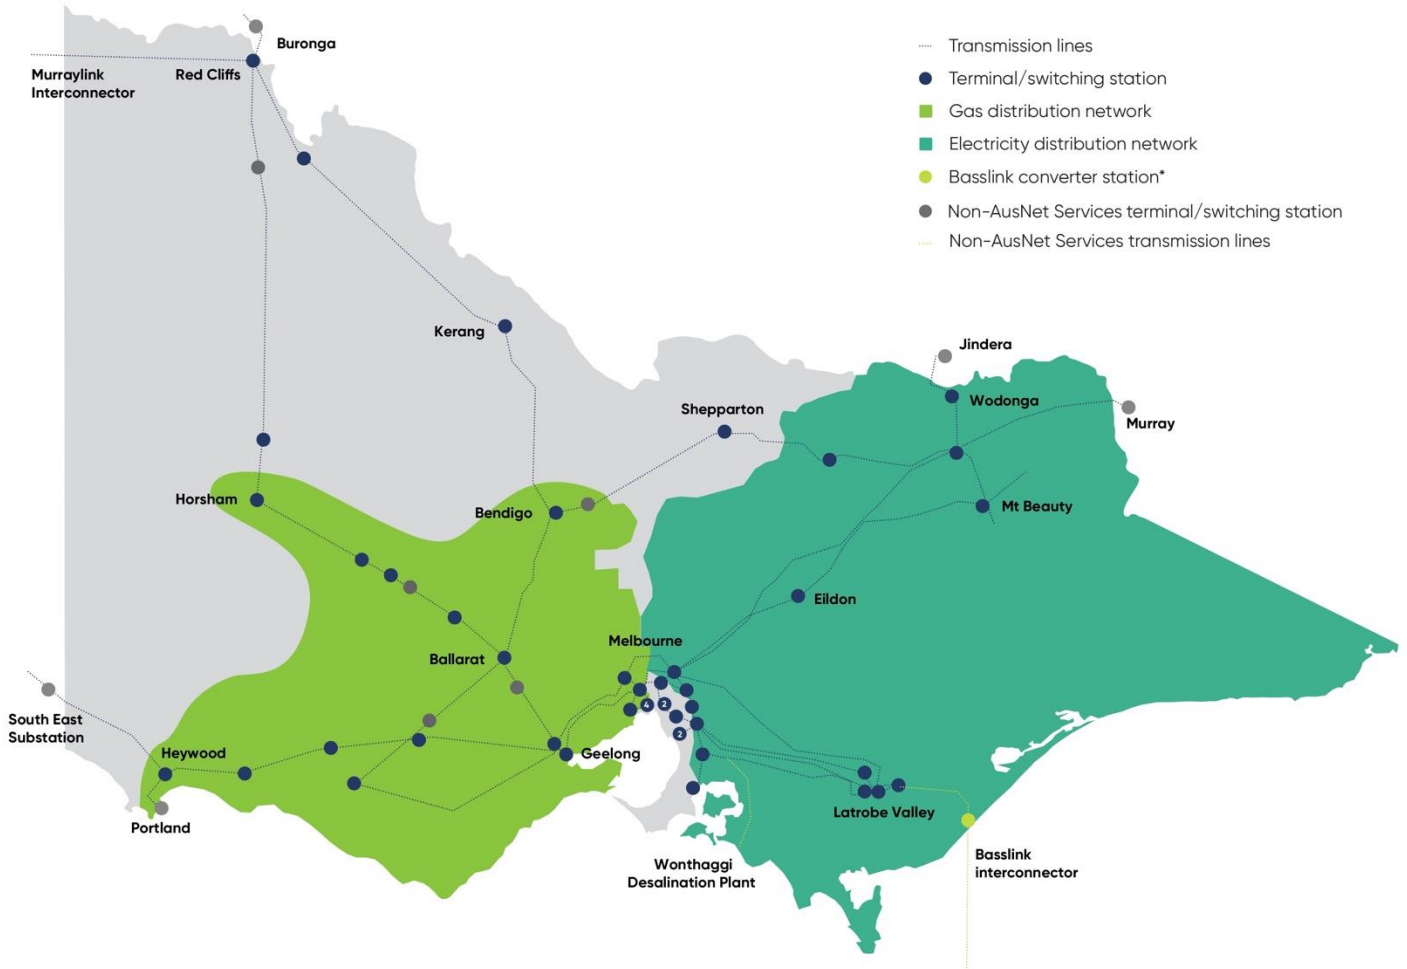 Buronga
Murraylink
Interconnector
Red Cliffs
Transmission lines
Terminal/switching station
Gas distribution network
Electricity distribution network
Basslink converter station*
Non-AusNet Services terminal/switching station
Non-AusNet Services transmission lines
Kerang
Jindera
Wodonga
Murray
Shepparton
Horsham
Bendigo
Mt Beauty
Eildon
Melbourne
Ballarat
4
2
2
South East
Substation
Heywood
Geelong
Portland
Latrobe Valley
Wonthaggi
Desalination Plant
Basslink
interconnector